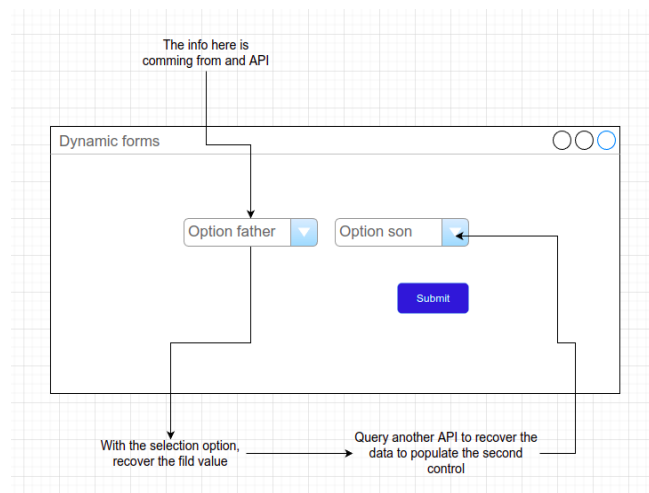 The info here is
comming from and API
Dynamic forms
Option father
Option son
Submit
With the selection option,
recover the fild value
Query another API to recover the
data to populate the second
control